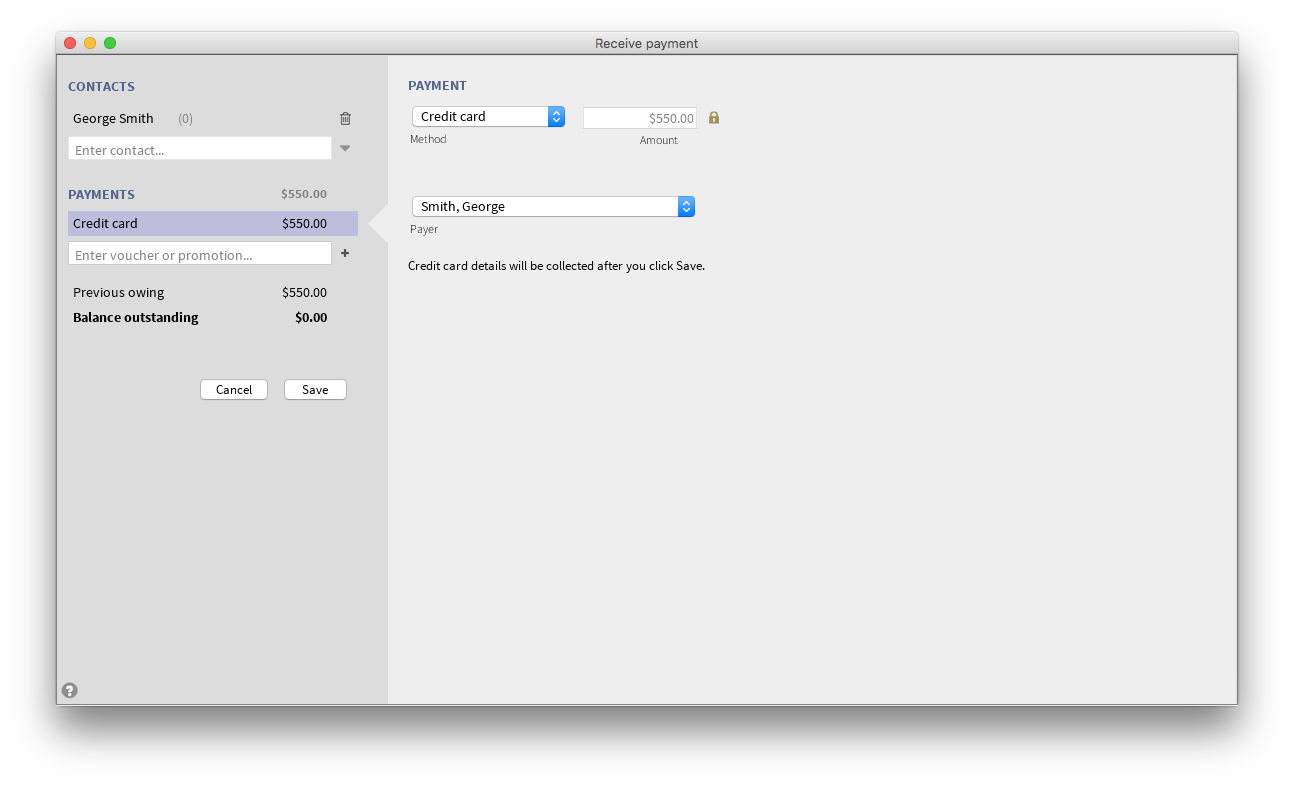 Receive payment
CONTACTS
George Smith (0)
Enter contact...
PAYMENTS $550.00
Credit card $550.00
Enter voucher or promotion... +
Previous owing $550.00
Balance outstanding $0.00
Cancel Save
?
PAYMENT
Credit card $550.00
Method Amount
Smith, George
Payer
Credit card details will be collected after you click Save.